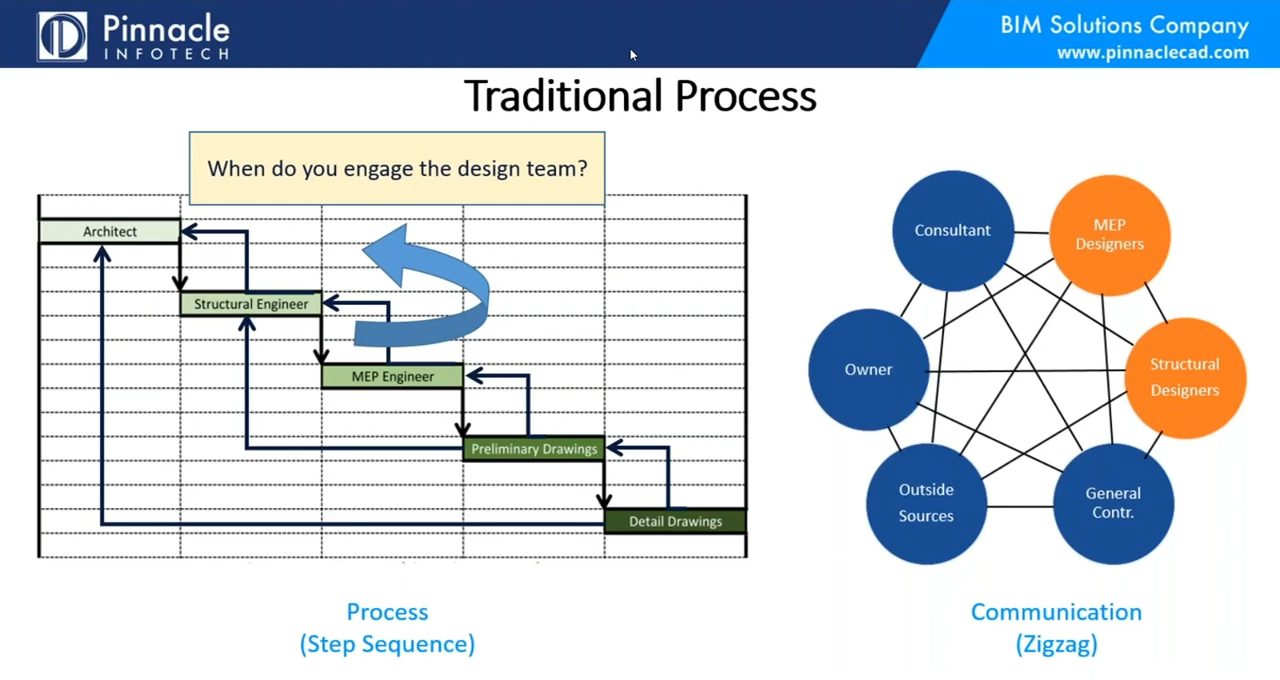 Pinnacle
INFOTECH
BIM Solutions Company
www.pinnaclecad.com
Traditional Process
When do you engage the design team?
Architect
Structural Engineer
MEP Engineer
Preliminary Drawings
Detail Drawings
Process
(Step Sequence)
Consultant
MEP
Designers
Owner
Structural
Designers
Outside
Sources
General
Contr.
Communication
(Zigzag)